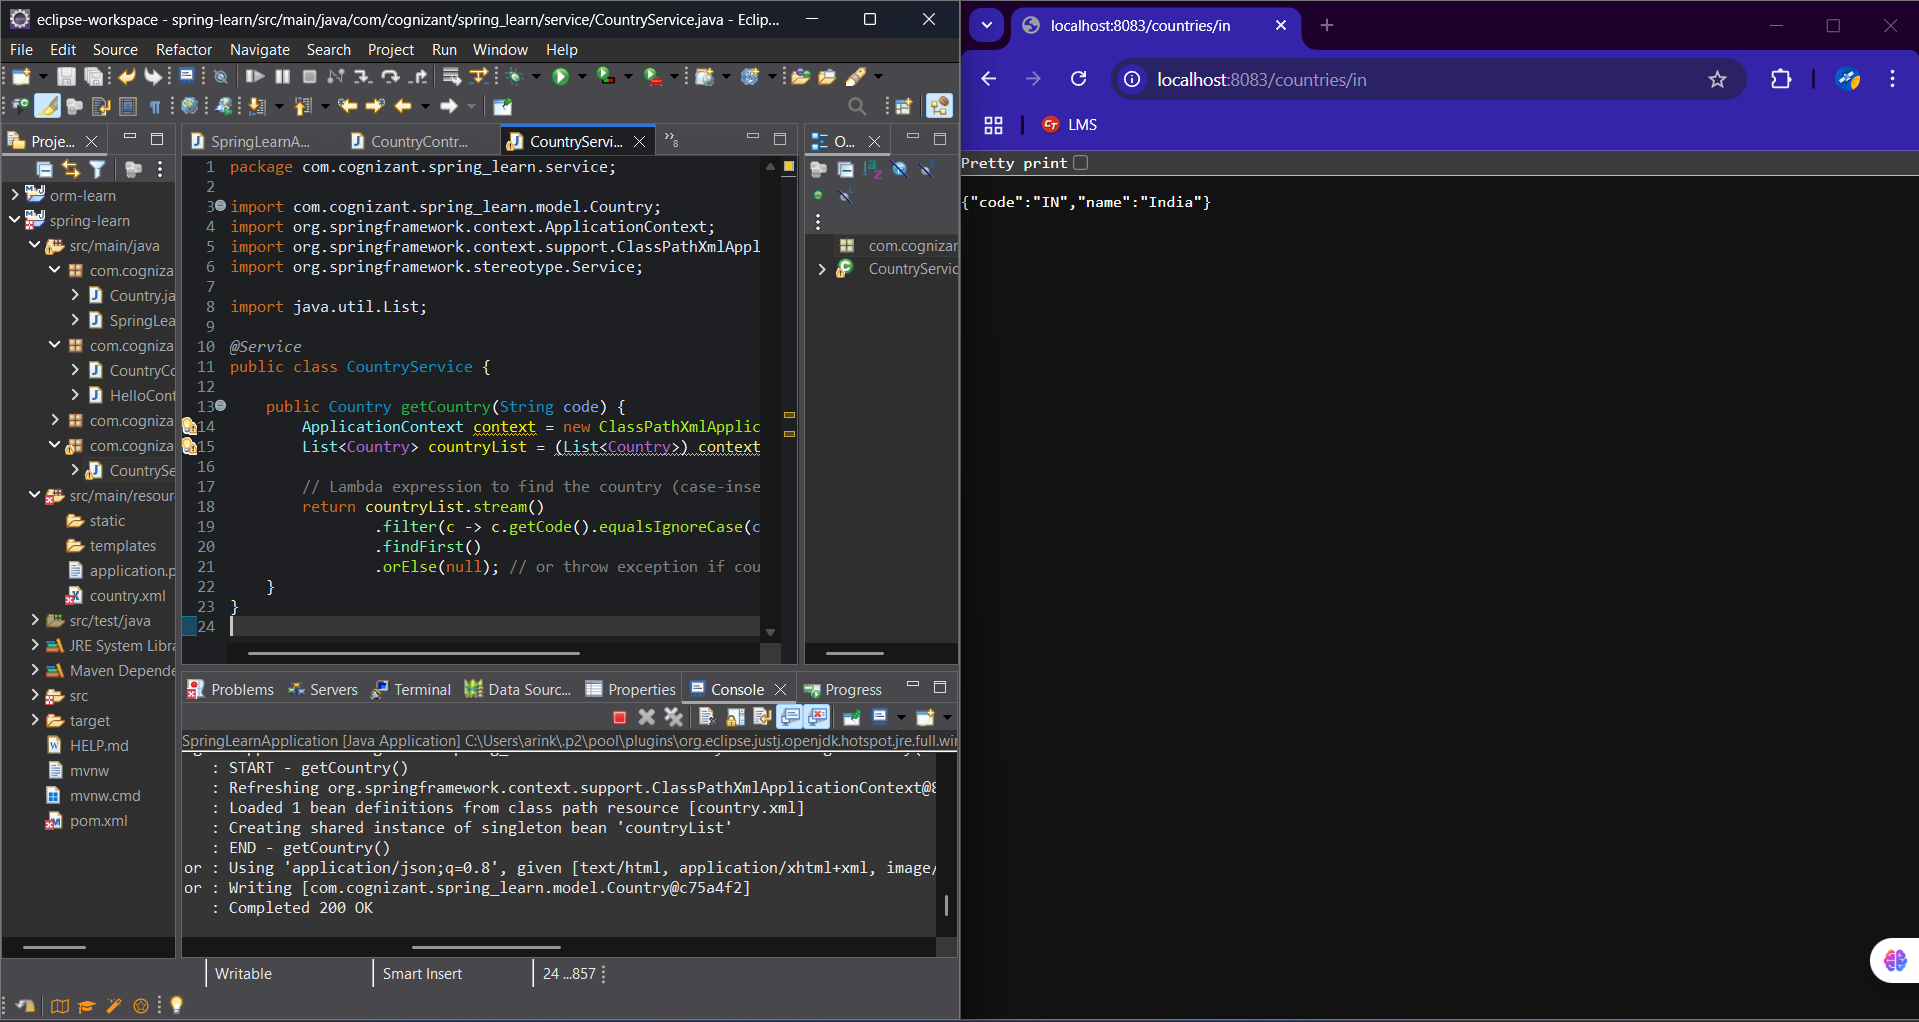 eclipse-workspace - spring-learn/src/main/java/com/cognizant/spring_learn/service/CountryService.java - Eclip...
File Edit Source Refactor Navigate Search Project Run Window Help
Proje...
orm-learn
spring-learn
src/main/java
com.cogniza
Country.ja
SpringLea
com.cogniza
CountryCo
HelloCont
com.cogniza
com.cogniza
CountrySe
src/main/resour
static
templates
application.p
country.xml
src/test/java
JRE System Libra
Maven Depende
src
target
HELP.md
mvnw
mvnw.cmd
pom.xml
SpringLearnA... CountryContr... CountryServi... »8
1 package com.cognizant.spring_learn.service;
2
3 import com.cognizant.spring_learn.model.Country;
4 import org.springframework.context.ApplicationContext;
5 import org.springframework.context.support.ClassPathXmlAppl
6 import org.springframework.stereotype.Service;
7
8 import java.util.List;
9
10 @Service
11 public class CountryService {
12
13 public Country getCountry(String code) {
14 ApplicationContext context = new ClassPathXmlApplic
15 List<Country> countryList = (List<Country>) context
16
17 // Lambda expression to find the country (case-inse
18 return countryList.stream()
19 .filter(c -> c.getCode().equalsIgnoreCase(c
20 .findFirst()
21 .orElse(null); // or throw exception if cou
22 }
23 }
24
O...
com.cognizar
CountryServic
Problems Servers Terminal Data Sourc... Properties Console Progress
SpringLearnApplication [Java Application] C:\Users\arink\.p2\pool\plugins\org.eclipse.justj.openjdk.hotspot.jre.full.wi
: START - getCountry()
: Refreshing org.springframework.context.support.ClassPathXmlApplicationContext@8
: Loaded 1 bean definitions from class path resource [country.xml]
: Creating shared instance of singleton bean 'countryList'
: END - getCountry()
or : Using 'application/json;q=0.8', given [text/html, application/xhtml+xml, image/
or : Writing [com.cognizant.spring_learn.model.Country@c75a4f2]
: Completed 200 OK
Writable Smart Insert 24 ...857
localhost:8083/countries/in
localhost:8083/countries/in
CT LMS
Pretty print
{"code":"IN","name":"India"}